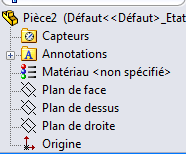 Pièce2 (Défaut<<Défaut>_Etat
Capteurs
Annotations
Matériau <non spécifié>
Plan de face
Plan de dessus
Plan de droite
Origine